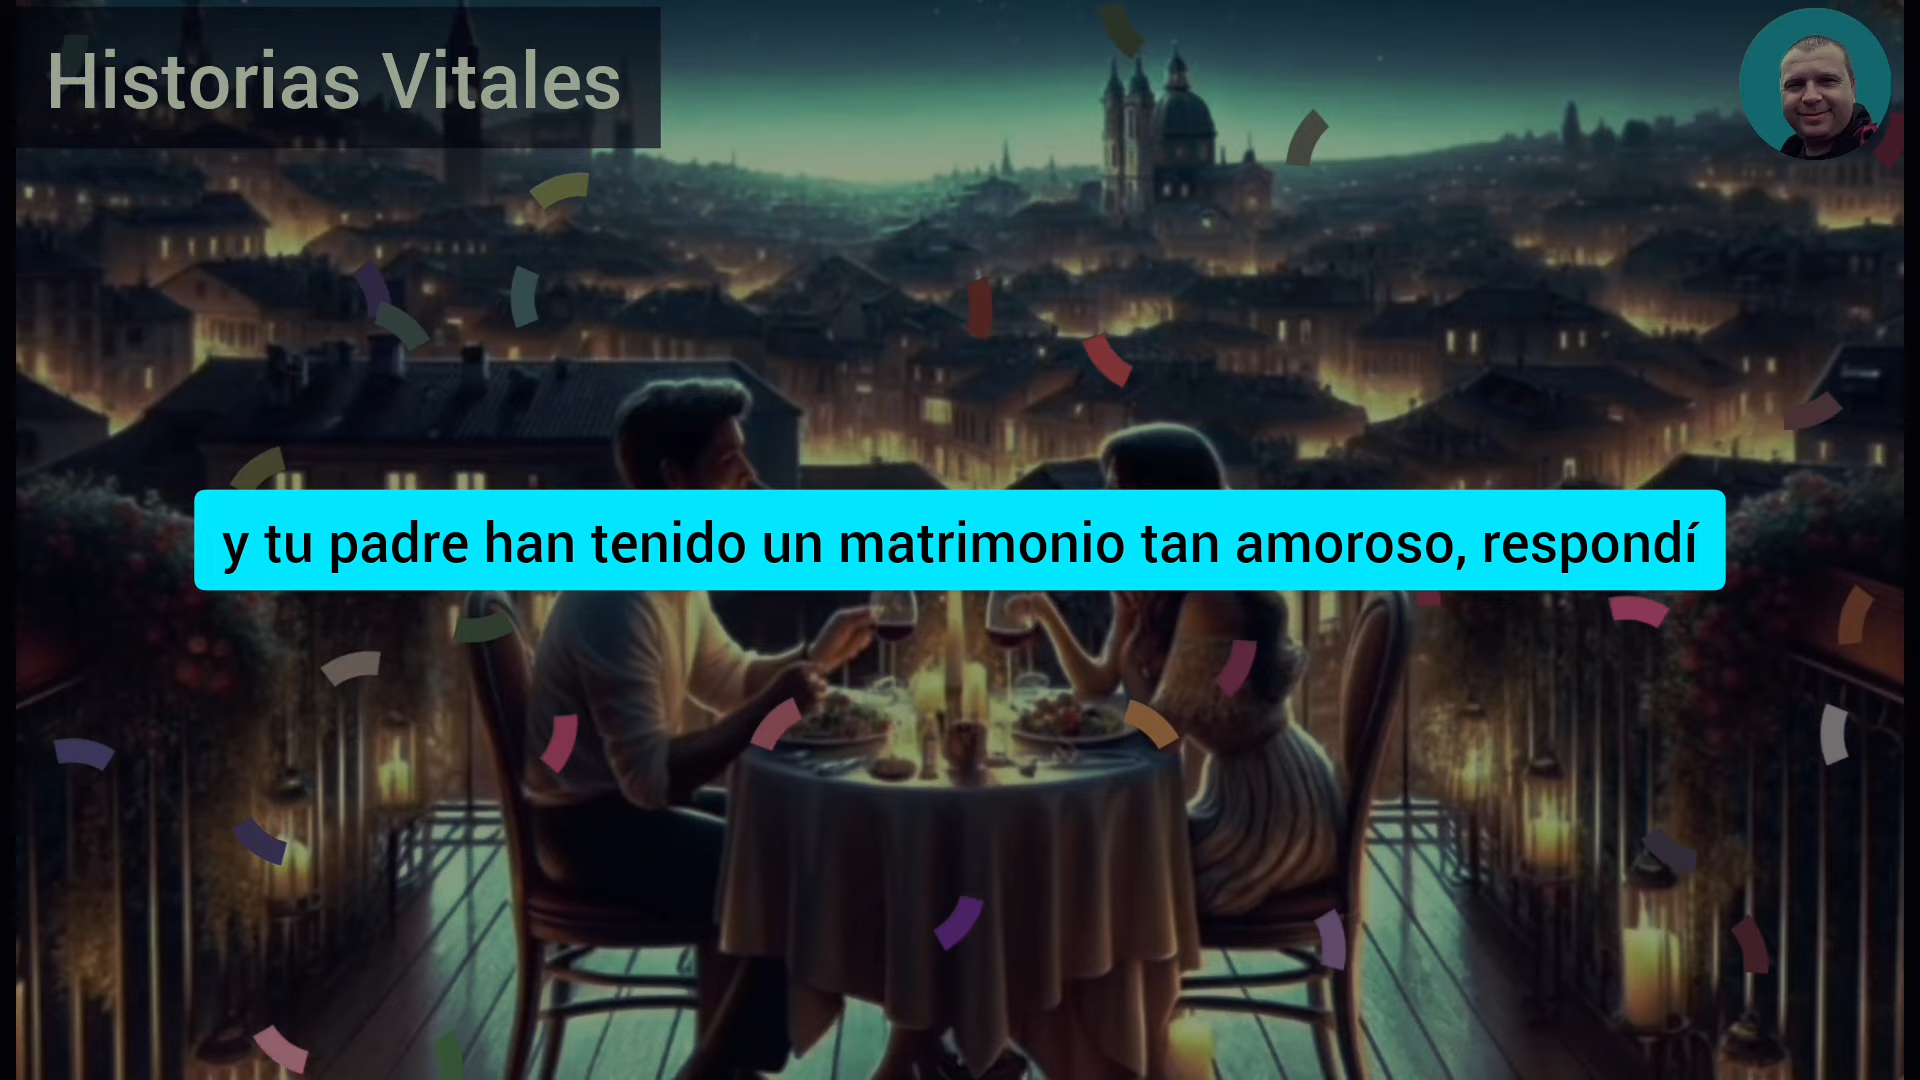 Historias Vitales
y tu padre han tenido un matrimonio tan amoroso, respondí